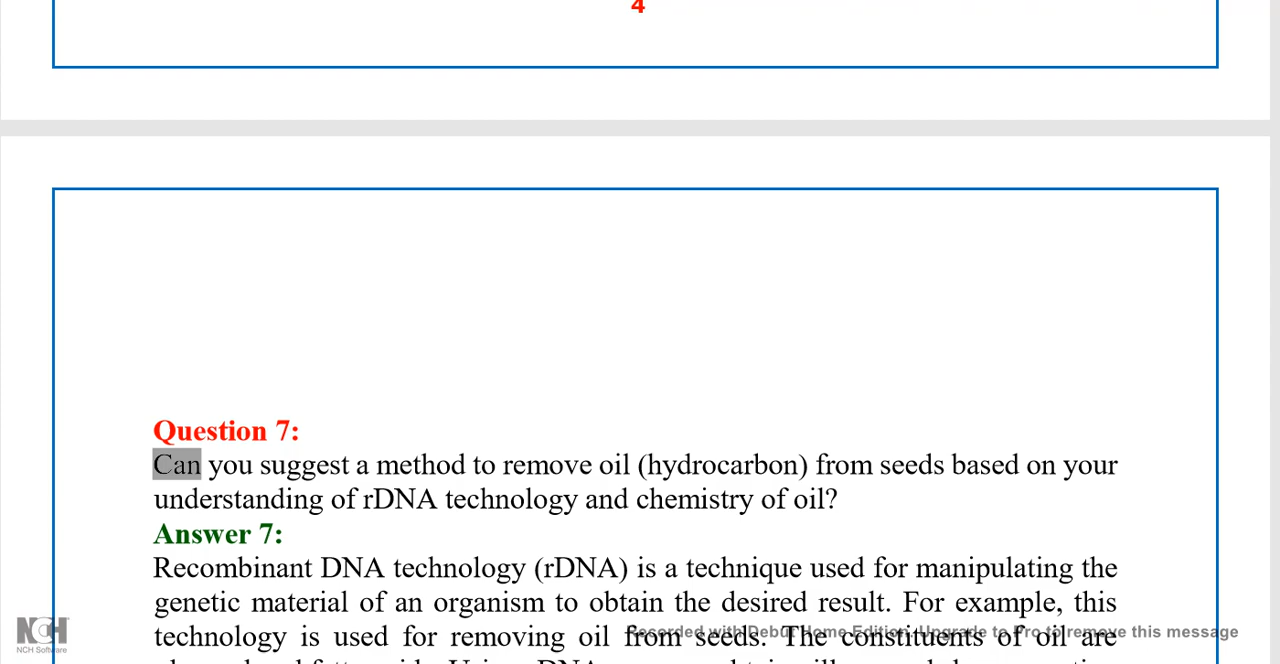 4
Question 7:
Can you suggest a method to remove oil (hydrocarbon) from seeds based on your
understanding of rDNA technology and chemistry of oil?
Answer 7:
Recombinant DNA technology (rDNA) is a technique used for manipulating the
genetic material of an organism to obtain the desired result. For example, this
technology is used for removing oil from seeds. The constituents of oil are
Recorded with Debut Home Edition. Upgrade to Pro to remove this message
NCH
NCH Software